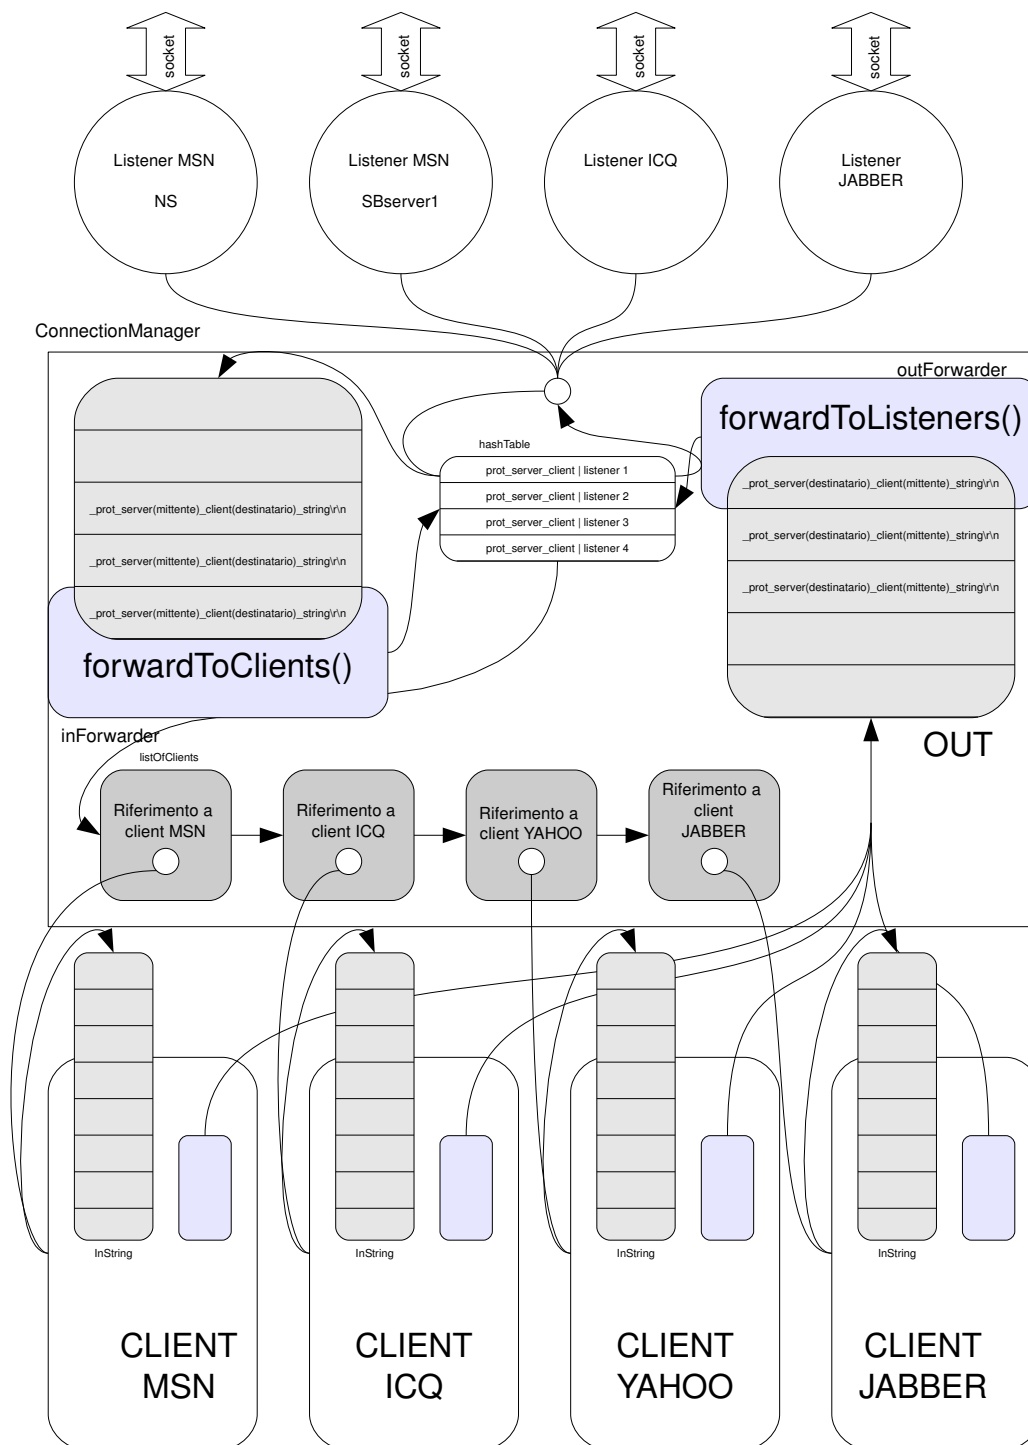 socket
socket
socket
socket
Listener MSN
NS
Listener MSN
SBserver1
Listener ICQ
Listener
JABBER
ConnectionManager
outForwarder
forwardToListeners()
hashTable
prot_server_client | listener 1
prot_server_client | listener 2
prot_server_client | listener 3
prot_server_client | listener 4
_prot_server(destinatario)_client(mittente)_string\r\n
_prot_server(destinatario)_client(mittente)_string\r\n
_prot_server(destinatario)_client(mittente)_string\r\n
_prot_server(mittente)_client(destinatario)_string\r\n
_prot_server(mittente)_client(destinatario)_string\r\n
_prot_server(mittente)_client(destinatario)_string\r\n
forwardToClients()
inForwarder
OUT
listOfClients
Riferimento a
client MSN
Riferimento a
client ICQ
Riferimento a
client YAHOO
Riferimento a
client
JABBER
InString
InString
InString
InString
CLIENT
MSN
CLIENT
ICQ
CLIENT
YAHOO
CLIENT
JABBER